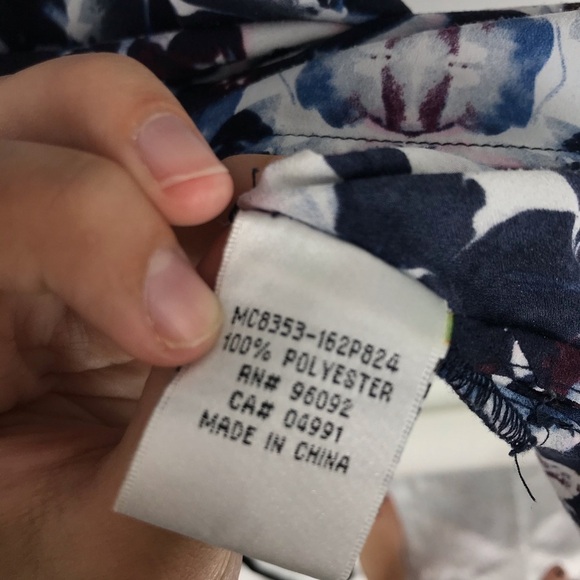 MC8353-162P824
100% POLYESTER
RN# 96092
CA# 04991
MADE IN CHINA